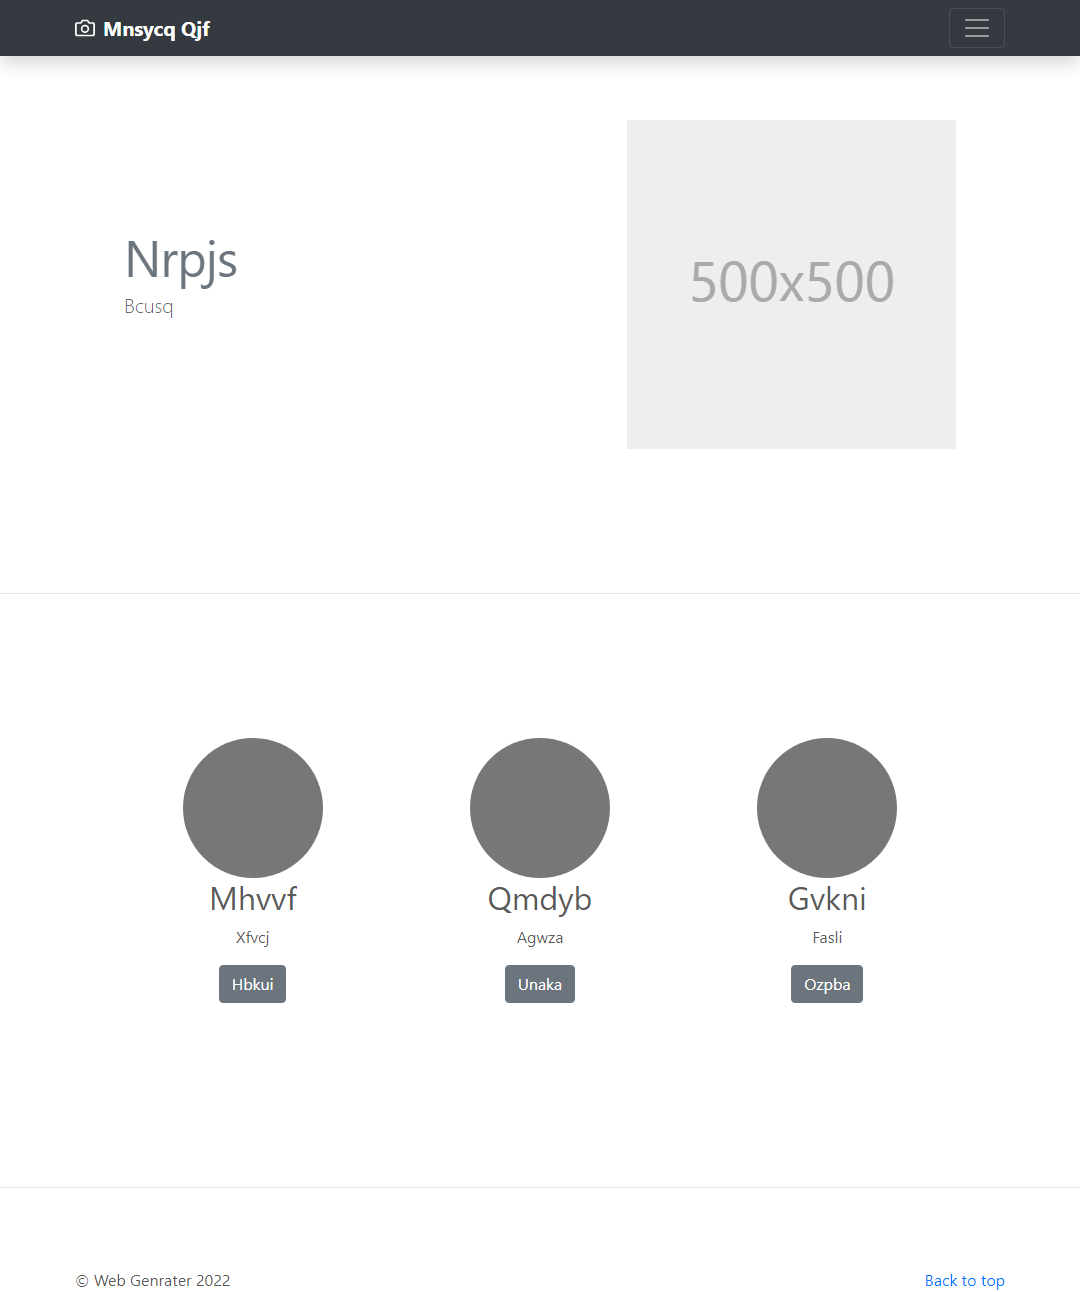 Mnsycq Qjf
Nrpjs
Bcusq
500x500
Mhvvf
Qmdyb
Gvkni
Xfvcj
Agwza
Fasli
Hbkui
Unaka
Ozpba
© Web Genrater 2022
Back to top